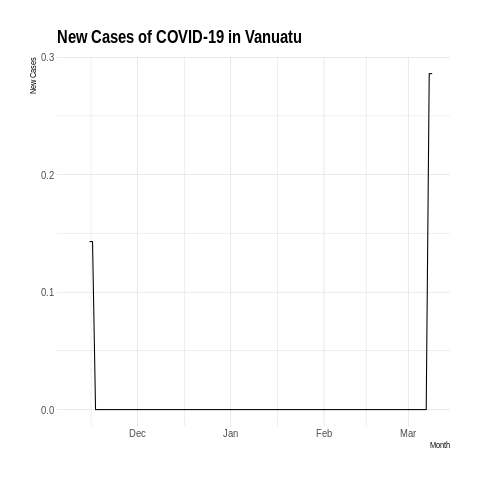 New Cases of COVID-19 in Vanuatu
New Cases
0.3
0.2
0.1
0.0
Dec
Jan
Feb
Mar
Month